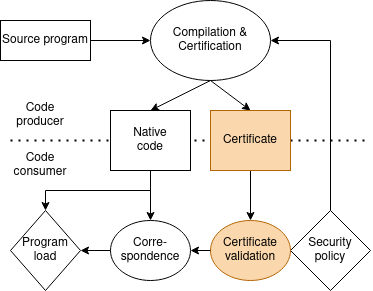 Source program
Compilation &
Certification
Code
producer
Native
code
Certificate
Code
consumer
Program
load
Corre-
spondence
Certificate
validation
Security
policy